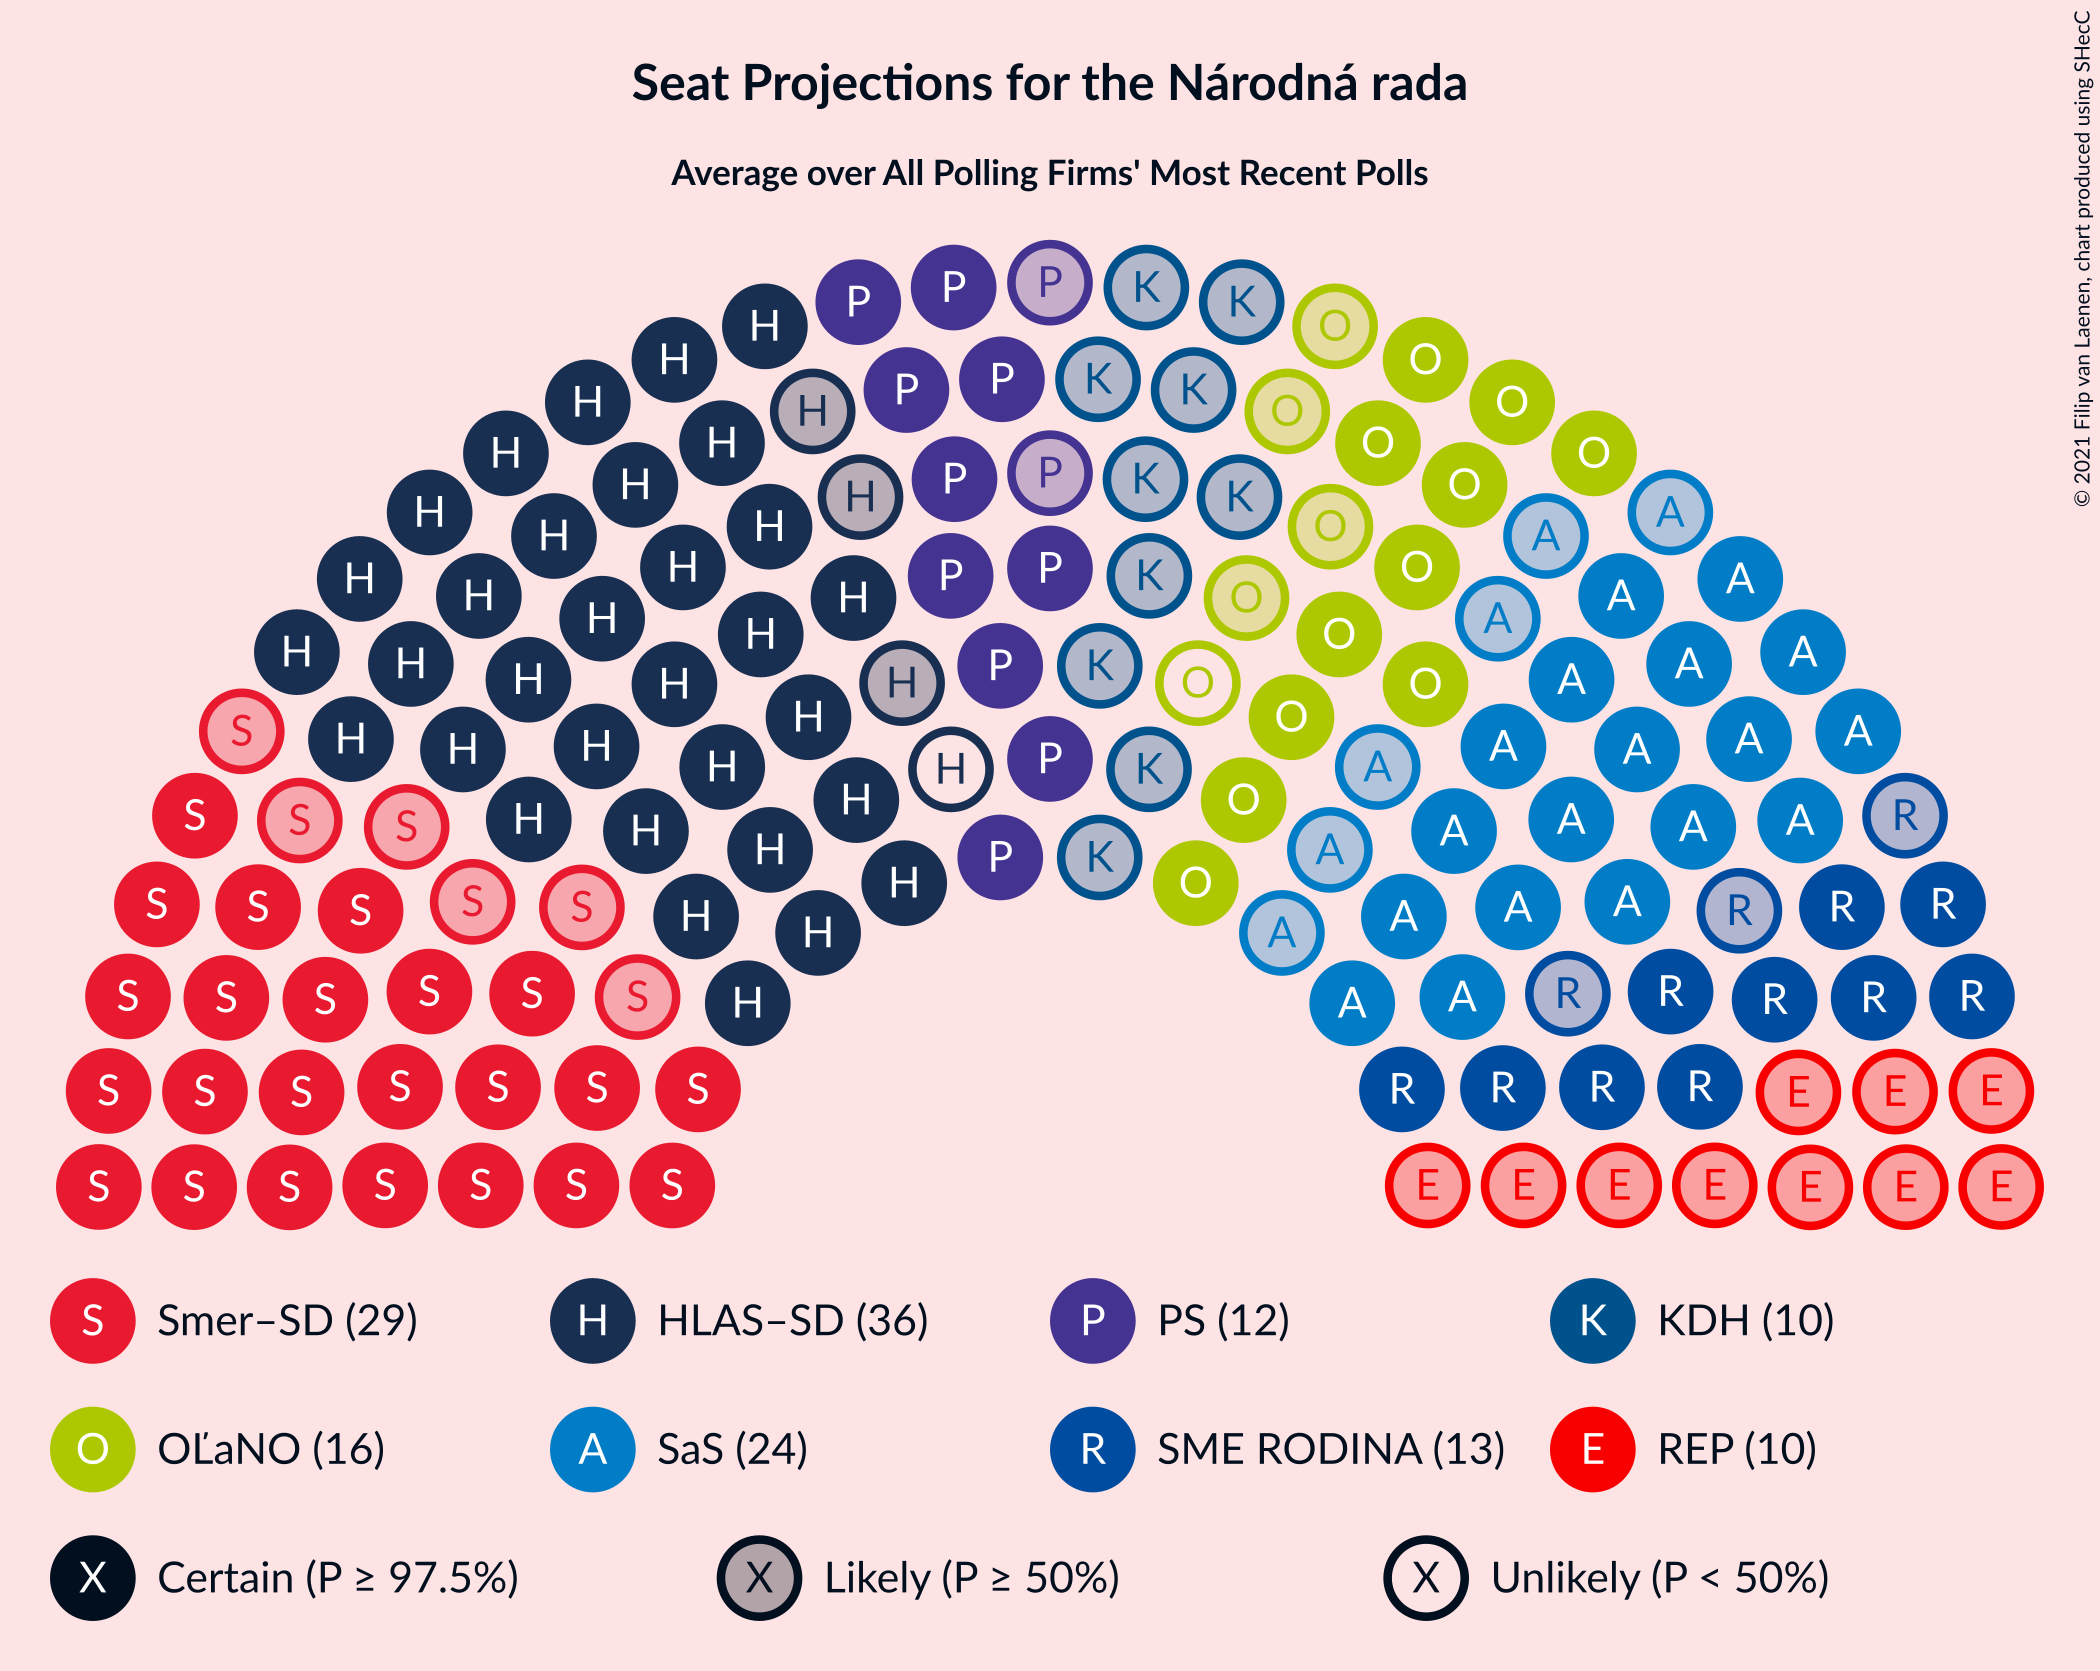 Seat Projections for the Národná rada
Average over All Polling Firms' Most Recent Polls
© 2021 Filip van Laenen, chart produced using SHecC
P P P K K
H O
H P P K K O
H H O O
H H P P K K O O
H H H O O O
H H P P K O A A
H H H O A
H H H H P K O O A A A
H H H O A A
S H H H H P K O A A A A
H H H O A A A
S S S H H H P K O A A A A R
S S S S S H H A A A A R R R
S S S S S S H A A R R R R R
S S S S S S S R R R R E E E
S S S S S S S E E E E E E E
S Smer–SD (29) H HLAS–SD (36) P PS (12) K KDH (10)
O OĽaNO (16) A SaS (24) R SME RODINA (13) E REP (10)
X Certain (P ≥ 97.5%) X Likely (P ≥ 50%) X Unlikely (P < 50%)